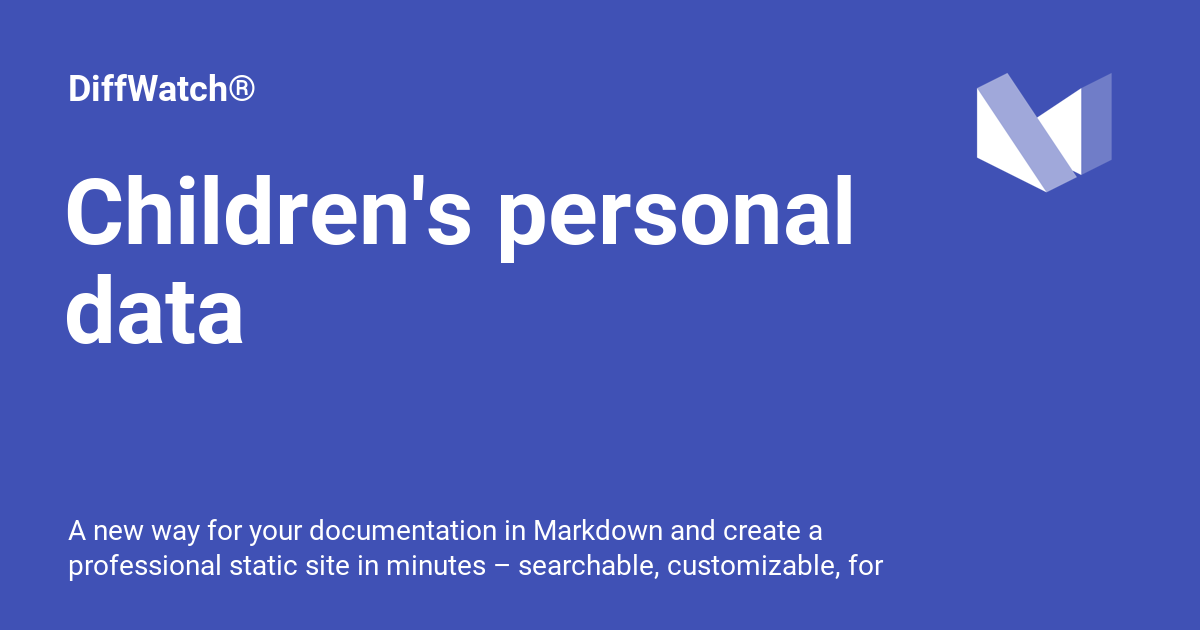 DiffWatch®
Children's personal
data
A new way for your documentation in Markdown and create a
professional static site in minutes – searchable, customizable, for